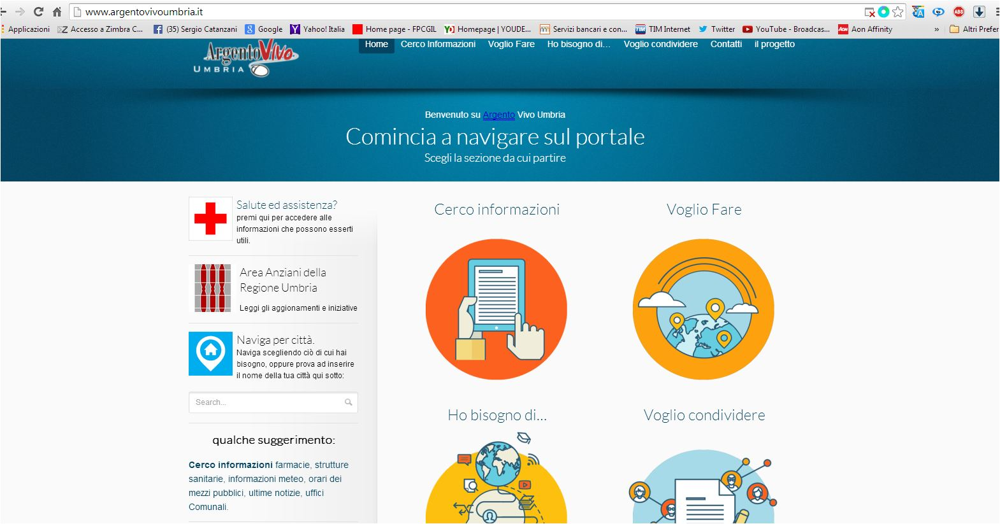 www.argentovivoumbria.it
Applicazioni
Accesso a Zimbra C...
(35) Sergio Catanzani
Google
Yahoo! Italia
Home page - FPCGIL
Homepage | YOUDE...
Servizi bancari e con...
TIM Internet
Twitter
YouTube - Broadcas...
Aon Affinity
»
Altri Prefer
ArgentoVivo
UMBRIA
Home
Cerco Informazioni
Voglio Fare
Ho bisogno di...
Voglio condividere
Contatti
il progetto
Benvenuto su Argento Vivo Umbria
Comincia a navigare sul portale
Scegli la sezione da cui partire
Salute ed assistenza?
premi qui per accedere alle
informazioni che possono esserti
utili.
Area Anziani della
Regione Umbria
Leggi gli aggionamenti e iniziative
Naviga per città.
Naviga scegliendo ciò di cui hai
bisogno, oppure prova ad inserire
il nome della tua città qui sotto:
Search...
qualche suggerimento:
Cerco informazioni farmacie, strutture
sanitarie, informazioni meteo, orari dei
mezzi pubblici, ultime notizie, uffici
Comunali.
Cerco informazioni
Voglio Fare
Ho bisogno di...
Voglio condividere